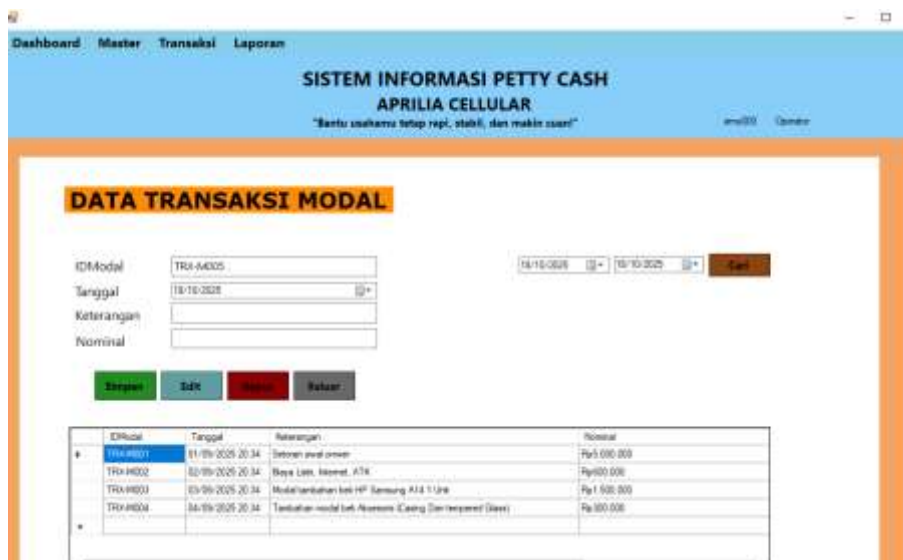 Dashboard Master Transaksi Laporan
SISTEM INFORMASI PETTY CASH
APRILIA CELLULAR
"Bantu usahamu tetap rapi, stabil, dan makin cuan!"
Operator
DATA TRANSAKSI MODAL
IDModal TRX-M005
Tanggal 18/10/2025
Keterangan
Nominal
18/10/2025 18/10/2025 Cari
Simpan Edit Hapus Keluar
IDModal Tanggal Keterangan Nominal
TRX-M001 01/09/2025 20.34 Setoran awal owner Rp5.000.000
TRX-M002 02/09/2025 20.34 Biaya Listrik, Internet, ATK Rp600.000
TRX-M003 03/09/2025 20.34 Modal tambahan beli HP Samsung A14 1 Unit Rp1.500.000
TRX-M004 04/09/2025 20.34 Tambahan modal beli Aksesoris (Casing Dan tempered Glass) Rp300.000